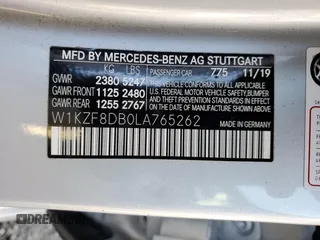 MFD BY MERCEDES-BENZ AG STUTTGART
KG LBS PASSENGER CAR 775 11/19
GVWR 2380 5247
THIS VEHICLE CONFORMS TO ALL APPLICABLE
GAWR FRONT 1125 2480
U.S. FEDERAL MOTOR VEHICLE SAFETY, BUMPER,
GAWR REAR 1255 2767
AND THEFT PREVENTION STANDARDS IN EFFECT
ON THE DATE OF MANUFACTURE SHOWN ABOVE.
W1KZF8DB0LA765262
MADE IN GERMANY